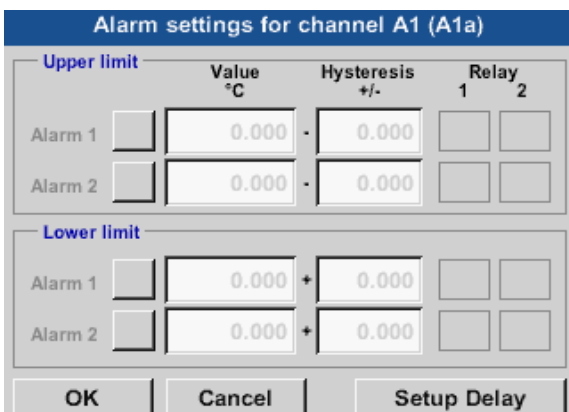 Alarm settings for channel A1 (A1a)
Upper limit
Value °C Hysteresis +/- Relay 1 2
Alarm 1 0.000 - 0.000
Alarm 2 0.000 - 0.000
Lower limit
Alarm 1 0.000 + 0.000
Alarm 2 0.000 + 0.000
OK Cancel Setup Delay